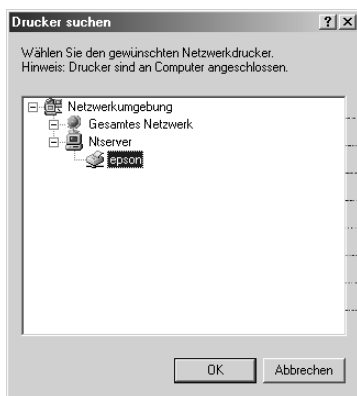 Drucker suchen
Wählen Sie den gewünschten Netzwerkdrucker.
Hinweis: Drucker sind an Computer angeschlossen.
Netzwerkumgebung
Gesamtes Netzwerk
Ntserver
epson
OK Abbrechen